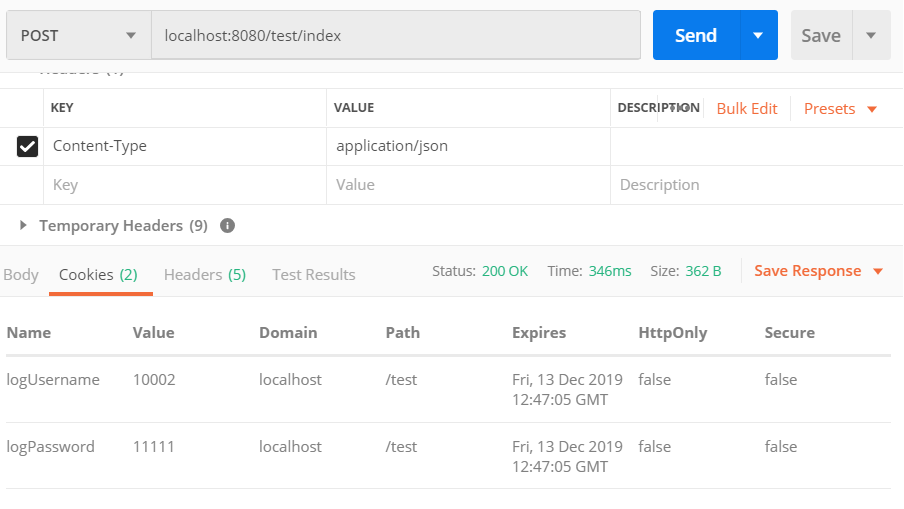 POST localhost:8080/test/index Send Save
KEY VALUE DESCRIPTION Bulk Edit Presets
Content-Type application/json
Key Value Description
Temporary Headers (9)
Body Cookies (2) Headers (5) Test Results Status: 200 OK Time: 346ms Size: 362 B Save Response
Name Value Domain Path Expires HttpOnly Secure
logUsername 10002 localhost /test Fri, 13 Dec 2019 false false
12:47:05 GMT
logPassword 11111 localhost /test Fri, 13 Dec 2019 false false
12:47:05 GMT